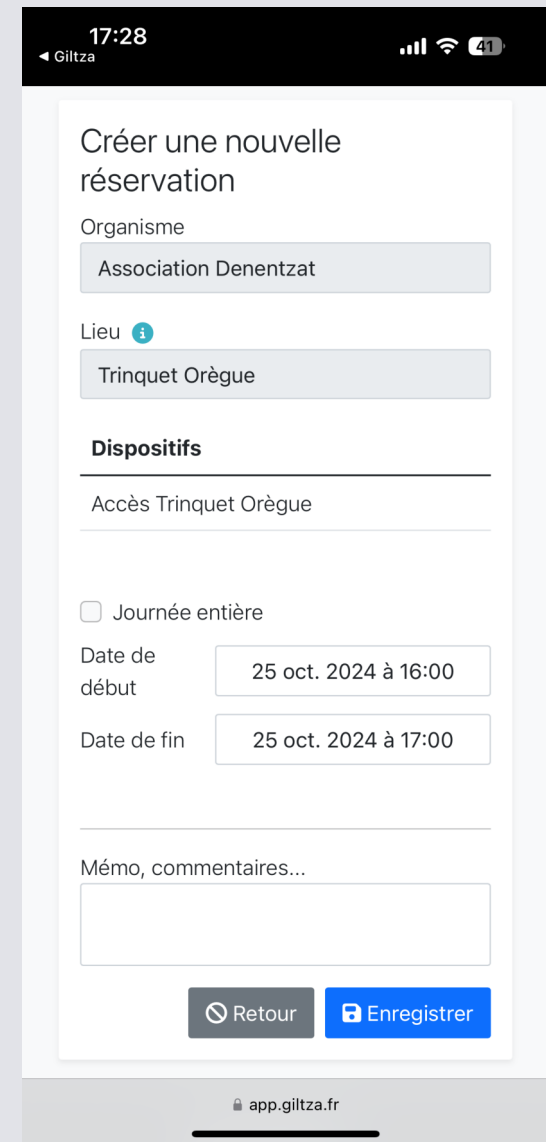 17:28
◄ Giltza
41
Créer une nouvelle
réservation
Organisme
Association Denentzat
Lieu
Trinquet Orègue
Dispositifs
Accès Trinquet Orègue
Journée entière
Date de
début
25 oct. 2024 à 16:00
Date de fin
25 oct. 2024 à 17:00
Mémo, commentaires...
Retour
Enregistrer
app.giltza.fr